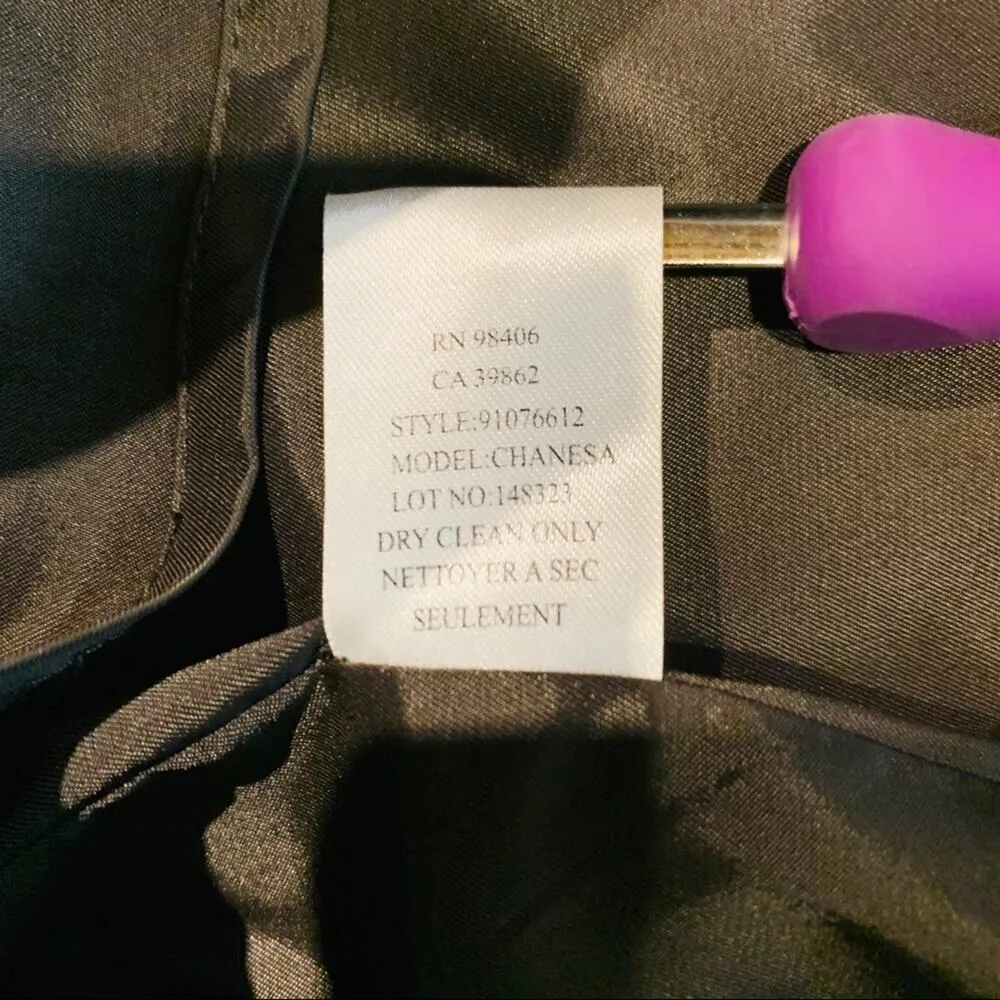 RN 98406
CA 39862
STYLE:91076612
MODEL:CHANESA
LOT NO:148323
DRY CLEAN ONLY
NETTOYER A SEC
SEULEMENT